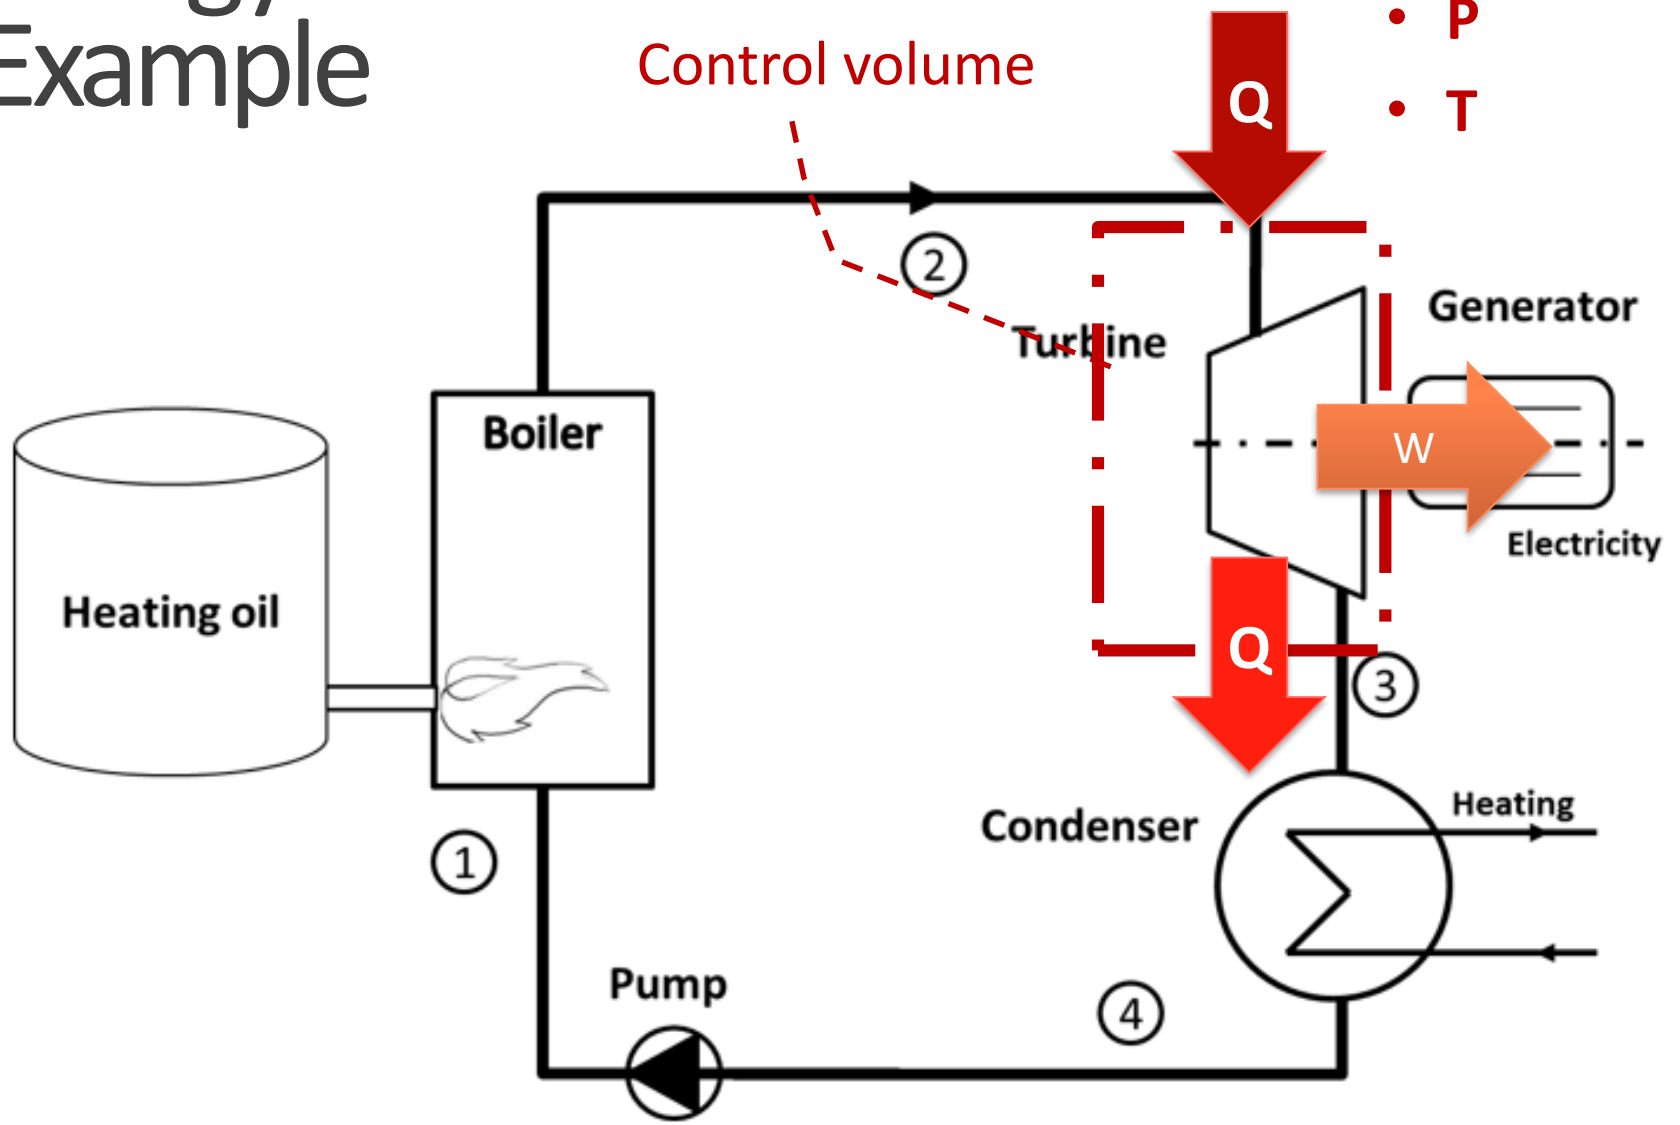 Example
Control volume
Q
• P
• T
2
Turbine
Generator
Boiler
W
Electricity
Heating oil
Q
3
Heating
Condenser
1
Pump
4